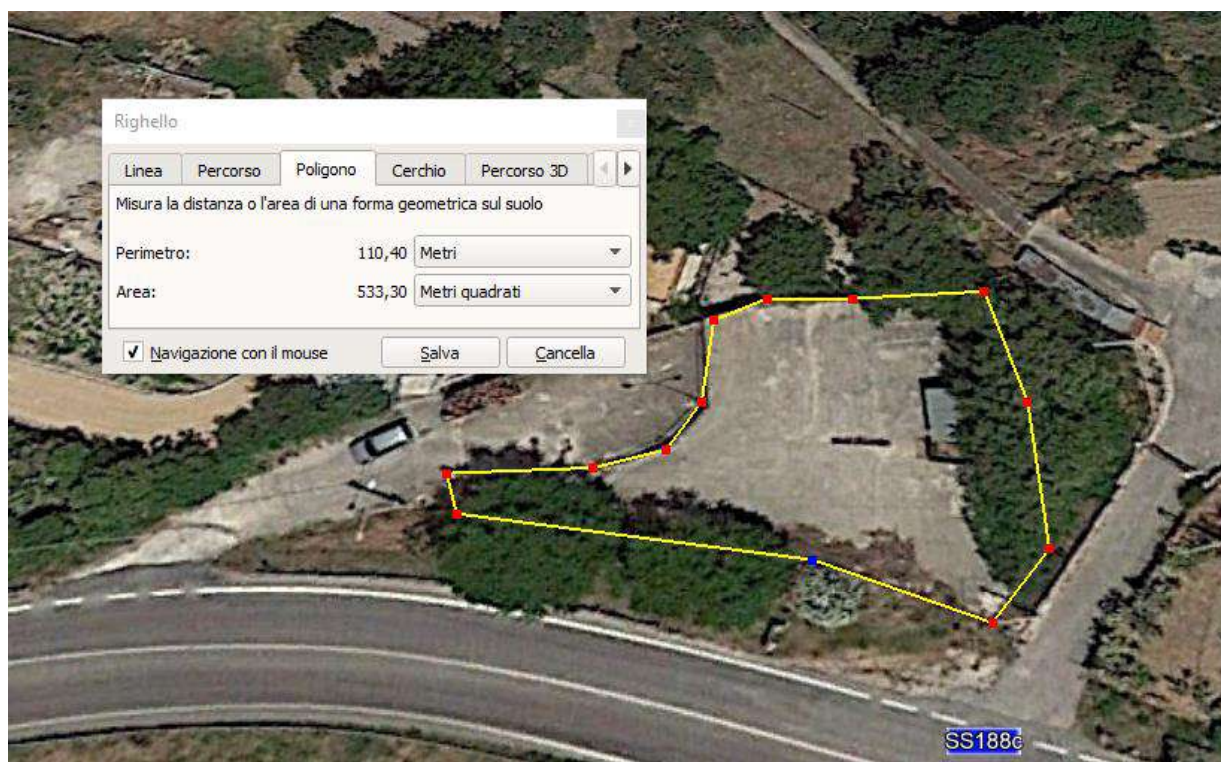 Righello
Linea Percorso Poligono Cerchio Percorso 3D
Misura la distanza o l'area di una forma geometrica sul suolo
Perimetro: 110,40 Metri
Area: 533,30 Metri quadrati
Navigazione con il mouse Salva Cancella
SS188c